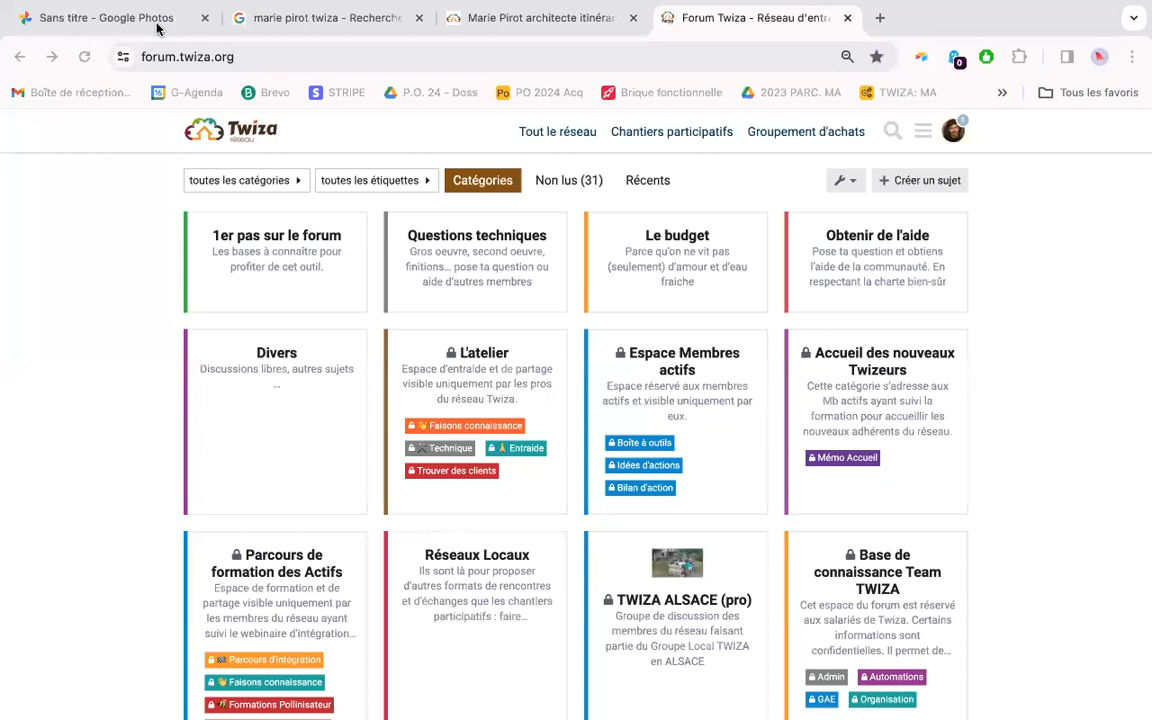 Sans titre - Google Photos
marie pirot twiza - Recherche
Marie Pirot architecte itinérar
Forum Twiza - Réseau d'entra
forum.twiza.org
0
Boîte de réception...
G-Agenda
Brevo
STRIPE
P.O. 24 - Doss
PO 2024 Acq
Brique fonctionnelle
2023 PARC. MA
TWIZA: MA
Tous les favoris
Twiza
réseau
Tout le réseau
Chantiers participatifs
Groupement d'achats
1
toutes les catégories
toutes les étiquettes
Catégories
Non lus (31)
Récents
+ Créer un sujet
1er pas sur le forum
Les bases à connaître pour
profiter de cet outil.
Questions techniques
Gros oeuvre, second oeuvre,
finitions... pose ta question ou
aide d'autres membres
Le budget
Parce qu'on ne vit pas
(seulement) d'amour et d'eau
fraiche
Obtenir de l'aide
Pose ta question et obtiens
l'aide de la communauté. En
respectant la charte bien-sûr
Divers
Discussions libres, autres sujets
...
L'atelier
Espace d'entraide et de partage
visible uniquement par les pros
du réseau Twiza.
Faisons connaissance
Technique
Entraide
Trouver des clients
Espace Membres
actifs
Espace réservé aux membres
actifs et visible uniquement par
eux.
Boîte à outils
Idées d'actions
Bilan d'action
Accueil des nouveaux
Twizeurs
Cette catégorie s'adresse aux
Mb actifs ayant suivi la
formation pour accueillir les
nouveaux adhérents du réseau.
Mémo Accueil
Parcours de
formation des Actifs
Espace de formation et de
partage visible uniquement par
les membres du réseau ayant
suivi le webinaire d'intégration...
Parcours d'intégration
Faisons connaissance
Formations Pollinisateur
Réseaux Locaux
Ils sont là pour proposer
d'autres formats de rencontres
et d'échanges que les chantiers
participatifs : faire...
TWIZA ALSACE (pro)
Groupe de discussion des
membres du réseau faisant
partie du Groupe Local TWIZA
en ALSACE
Base de
connaissance Team
TWIZA
Cet espace du forum est réservé
aux salariés de Twiza. Certains
informations sont
confidentielles. Il permet de...
Admin
Automations
GAE
Organisation